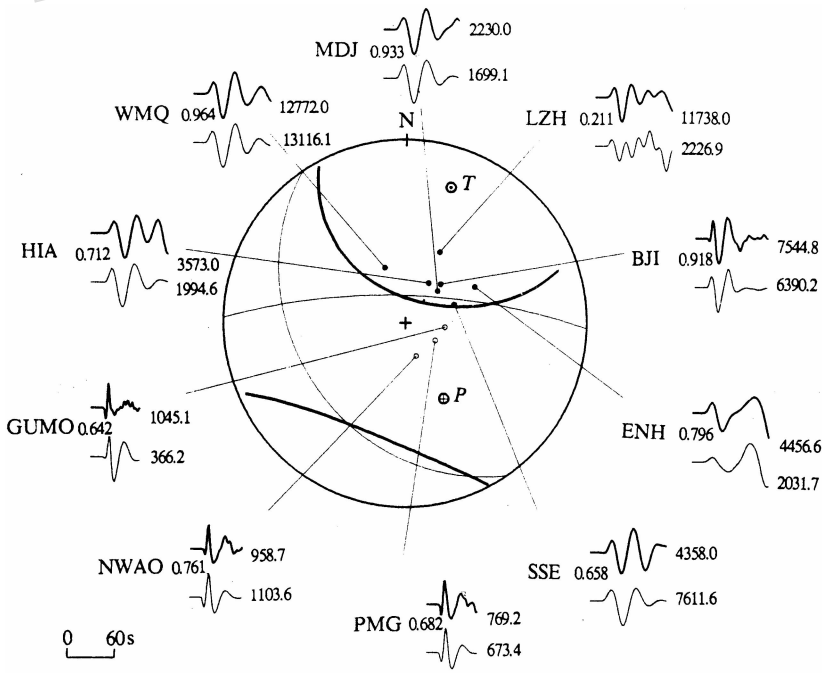 MDJ 0.933 2230.0
1699.1
WMQ 0.964 12772.0
13116.1
N
LZH 0.211 11738.0
2226.9
T
HIA 0.712 3573.0
1994.6
BJI 0.918 7544.8
6390.2
P
GUMO 0.642 1045.1
366.2
ENH 0.796 4456.6
2031.7
NWAO 0.761 958.7
1103.6
SSE 0.658 4358.0
7611.6
PMG 0.682 769.2
673.4
0 60s